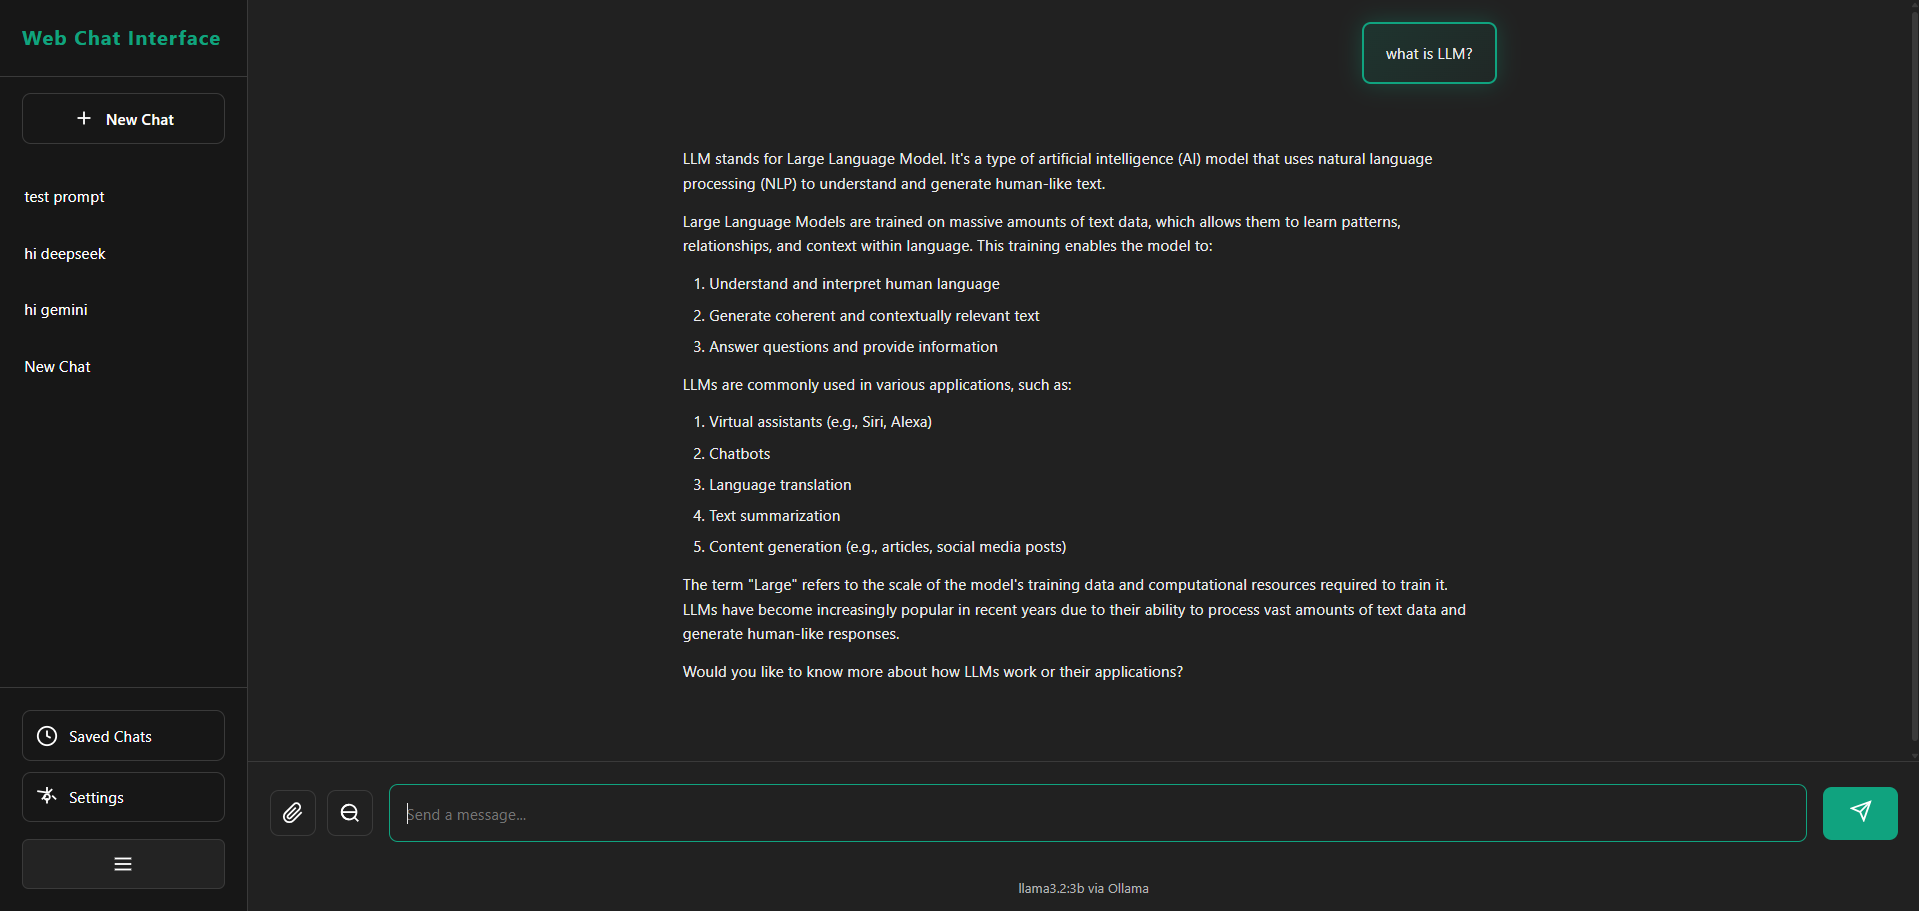 Web Chat Interface
New Chat
test prompt
hi deepseek
hi gemini
New Chat
Saved Chats
Settings
what is LLM?
LLM stands for Large Language Model. It's a type of artificial intelligence (AI) model that uses natural language
processing (NLP) to understand and generate human-like text.
Large Language Models are trained on massive amounts of text data, which allows them to learn patterns,
relationships, and context within language. This training enables the model to:
1. Understand and interpret human language
2. Generate coherent and contextually relevant text
3. Answer questions and provide information
LLMs are commonly used in various applications, such as:
1. Virtual assistants (e.g., Siri, Alexa)
2. Chatbots
3. Language translation
4. Text summarization
5. Content generation (e.g., articles, social media posts)
The term "Large" refers to the scale of the model's training data and computational resources required to train it.
LLMs have become increasingly popular in recent years due to their ability to process vast amounts of text data and
generate human-like responses.
Would you like to know more about how LLMs work or their applications?
Send a message...
llama3.2:3b via Ollama